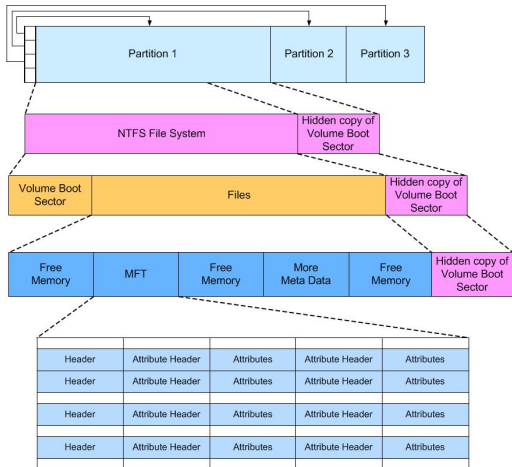 Partition 1
Partition 2
Partition 3
NTFS File System
Hidden copy of
Volume Boot
Sector
Volume Boot
Sector
Files
Hidden copy of
Volume Boot
Sector
Free
Memory
MFT
Free
Memory
More
Meta Data
Free
Memory
Hidden copy of
Volume Boot
Sector
Header Attribute Header Attributes Attribute Header Attributes
Header Attribute Header Attributes Attribute Header Attributes
Header Attribute Header Attributes Attribute Header Attributes
Header Attribute Header Attributes Attribute Header Attributes